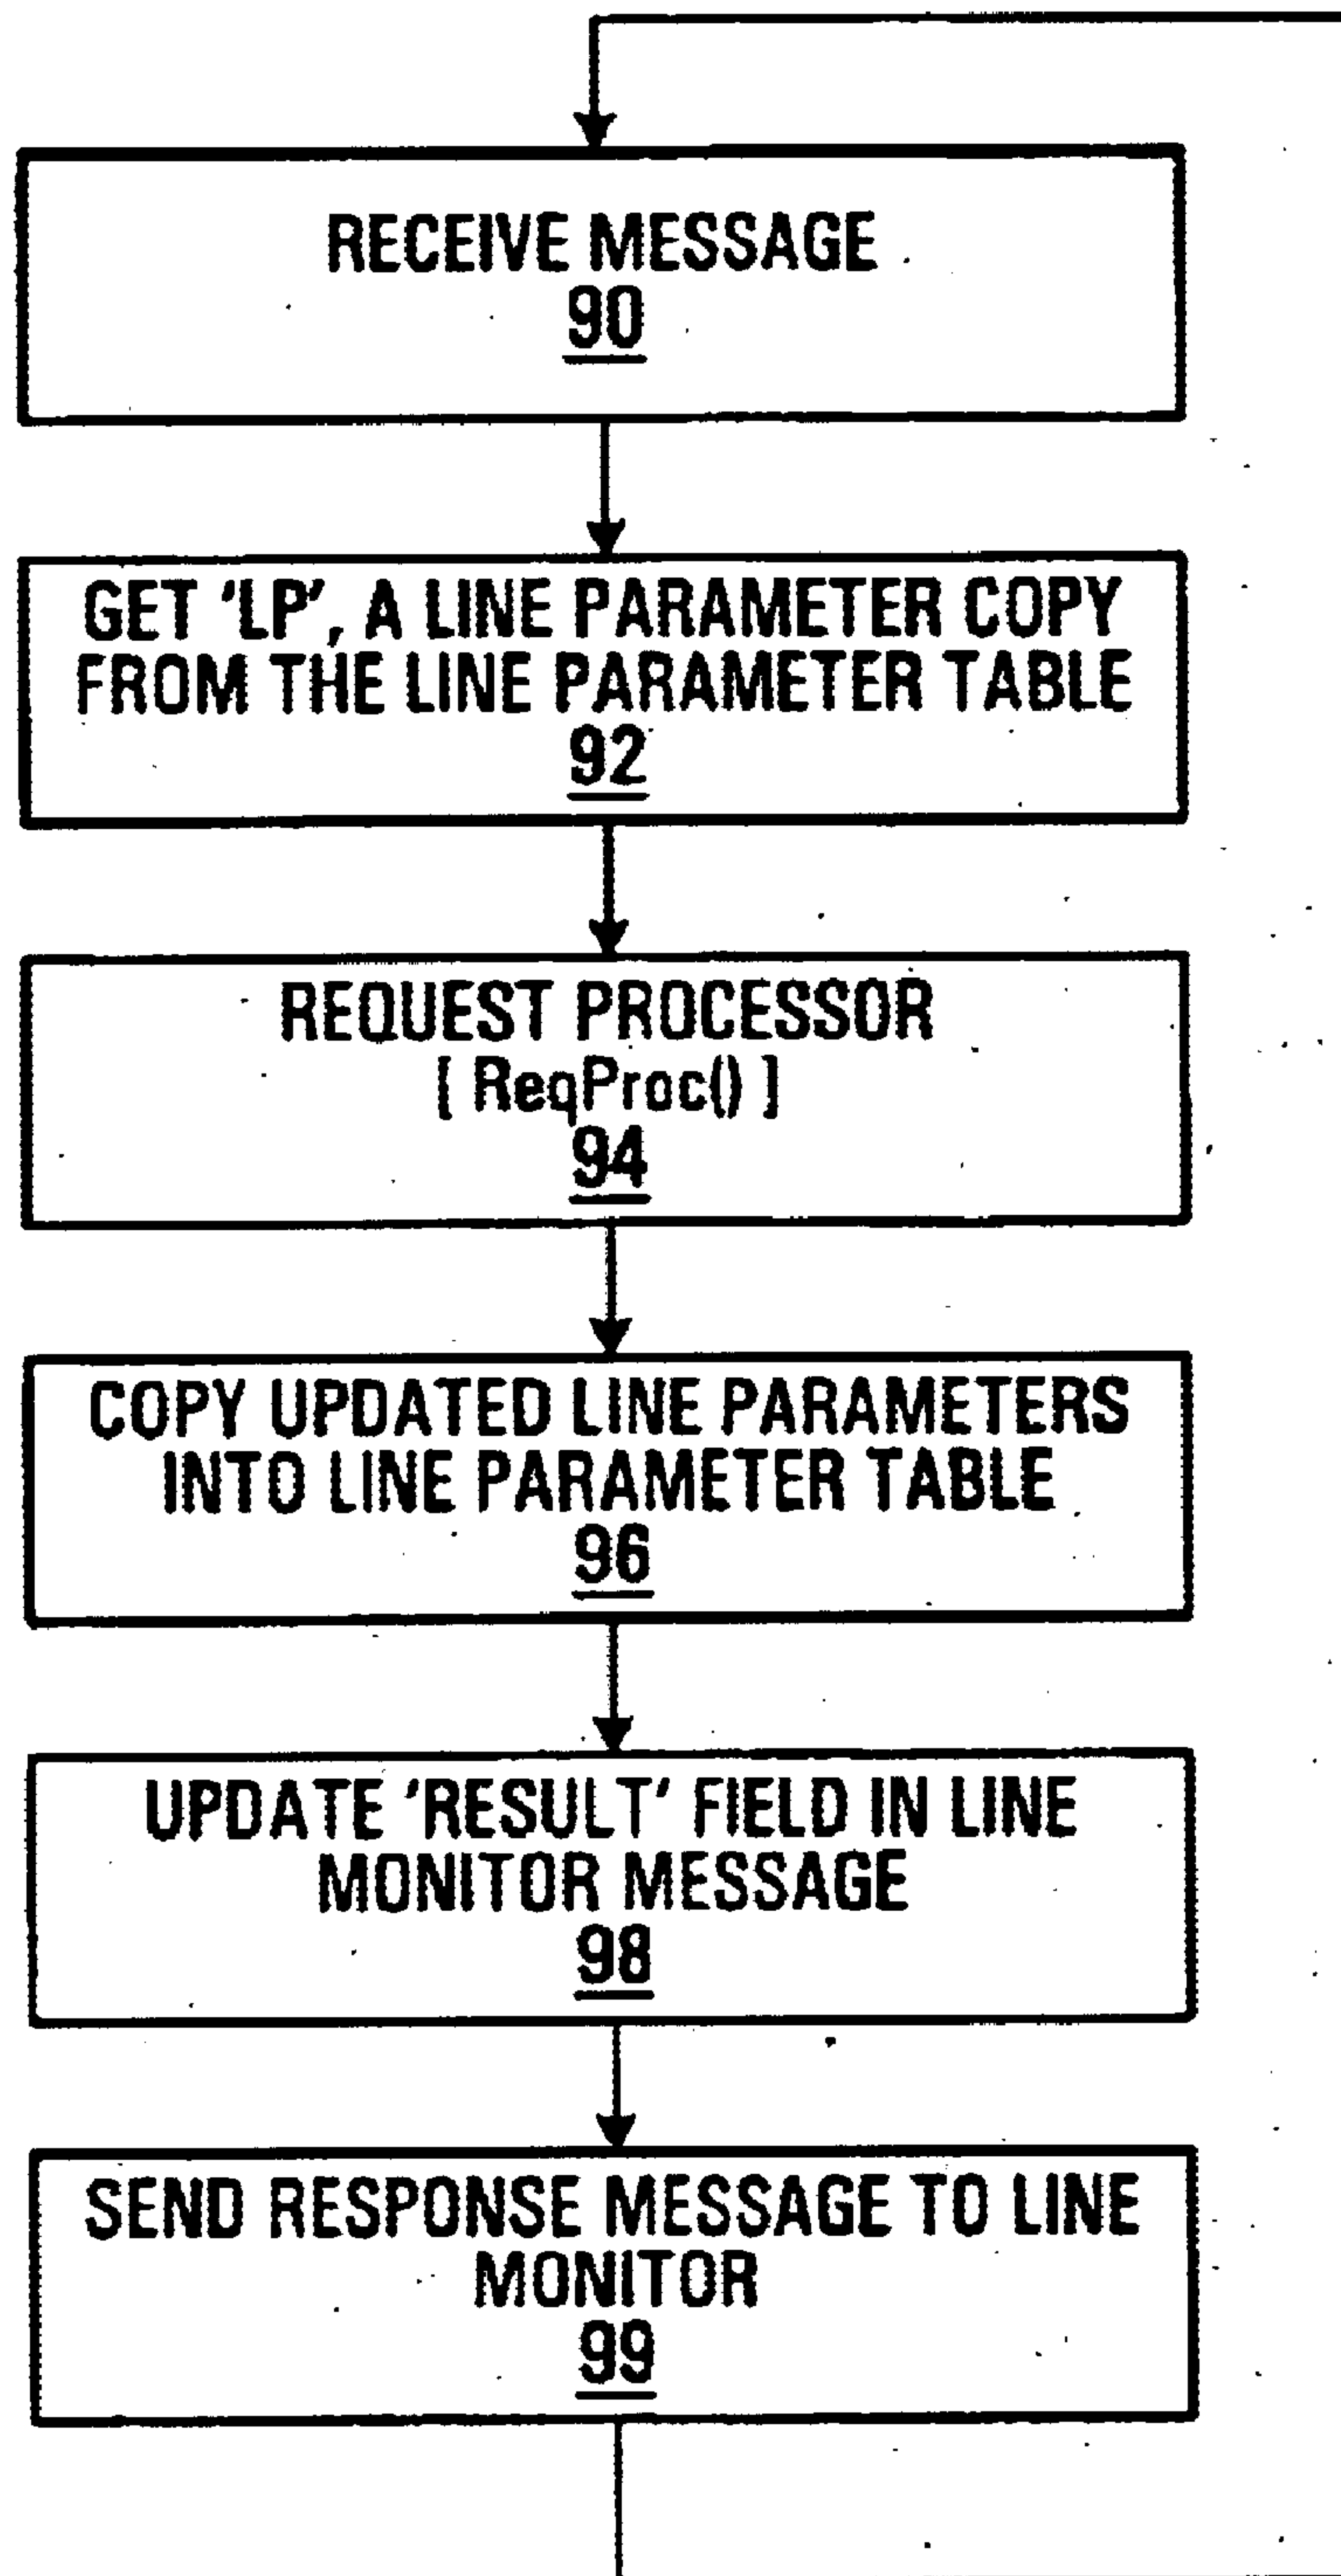 RECEIVE MESSAGE
90
GET 'LP', A LINE PARAMETER COPY
FROM THE LINE PARAMETER TABLE
92
REQUEST PROCESSOR
[ ReqProc() ]
94
COPY UPDATED LINE PARAMETERS
INTO LINE PARAMETER TABLE
96
UPDATE 'RESULT' FIELD IN LINE
MONITOR MESSAGE
98
SEND RESPONSE MESSAGE TO LINE
MONITOR
99